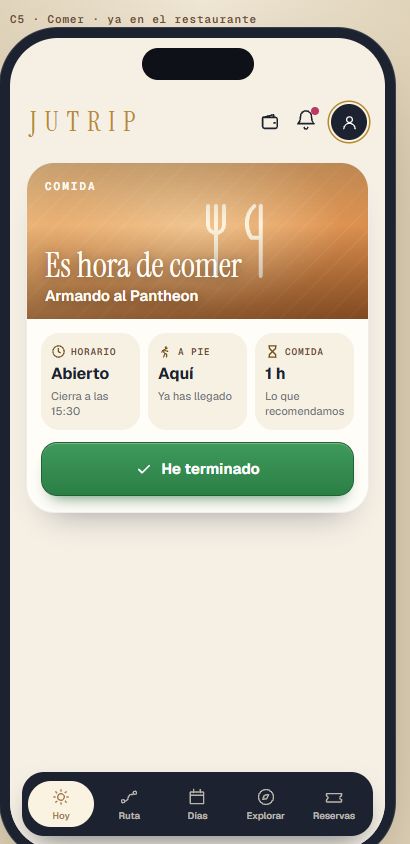 C5 · Comer · ya en el restaurante
JUTRIP
COMIDA
Es hora de comer
Armando al Pantheon
HORARIO
Abierto
Cierra a las
15:30
A PIE
Aquí
Ya has llegado
COMIDA
1 h
Lo que
recomendamos
He terminado
Hoy
Ruta
Días
Explorar
Reservas